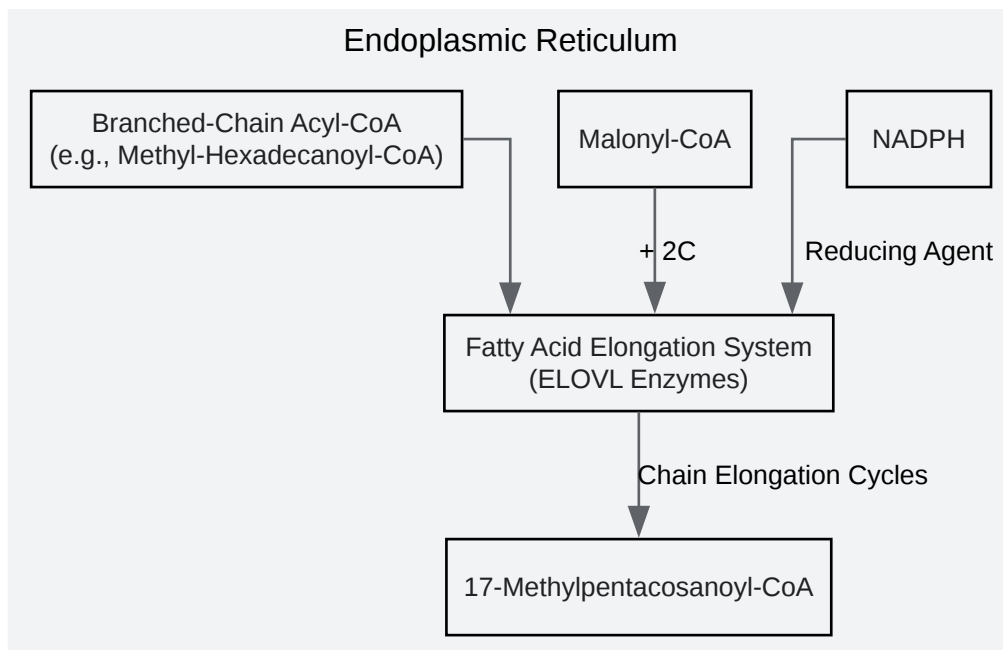 Endoplasmic Reticulum
Branched-Chain Acyl-CoA
(e.g., Methyl-Hexadecanoyl-CoA)
Malonyl-CoA
NADPH
+ 2C
Reducing Agent
Fatty Acid Elongation System
(ELOVL Enzymes)
Chain Elongation Cycles
17-Methylpentacosanoyl-CoA